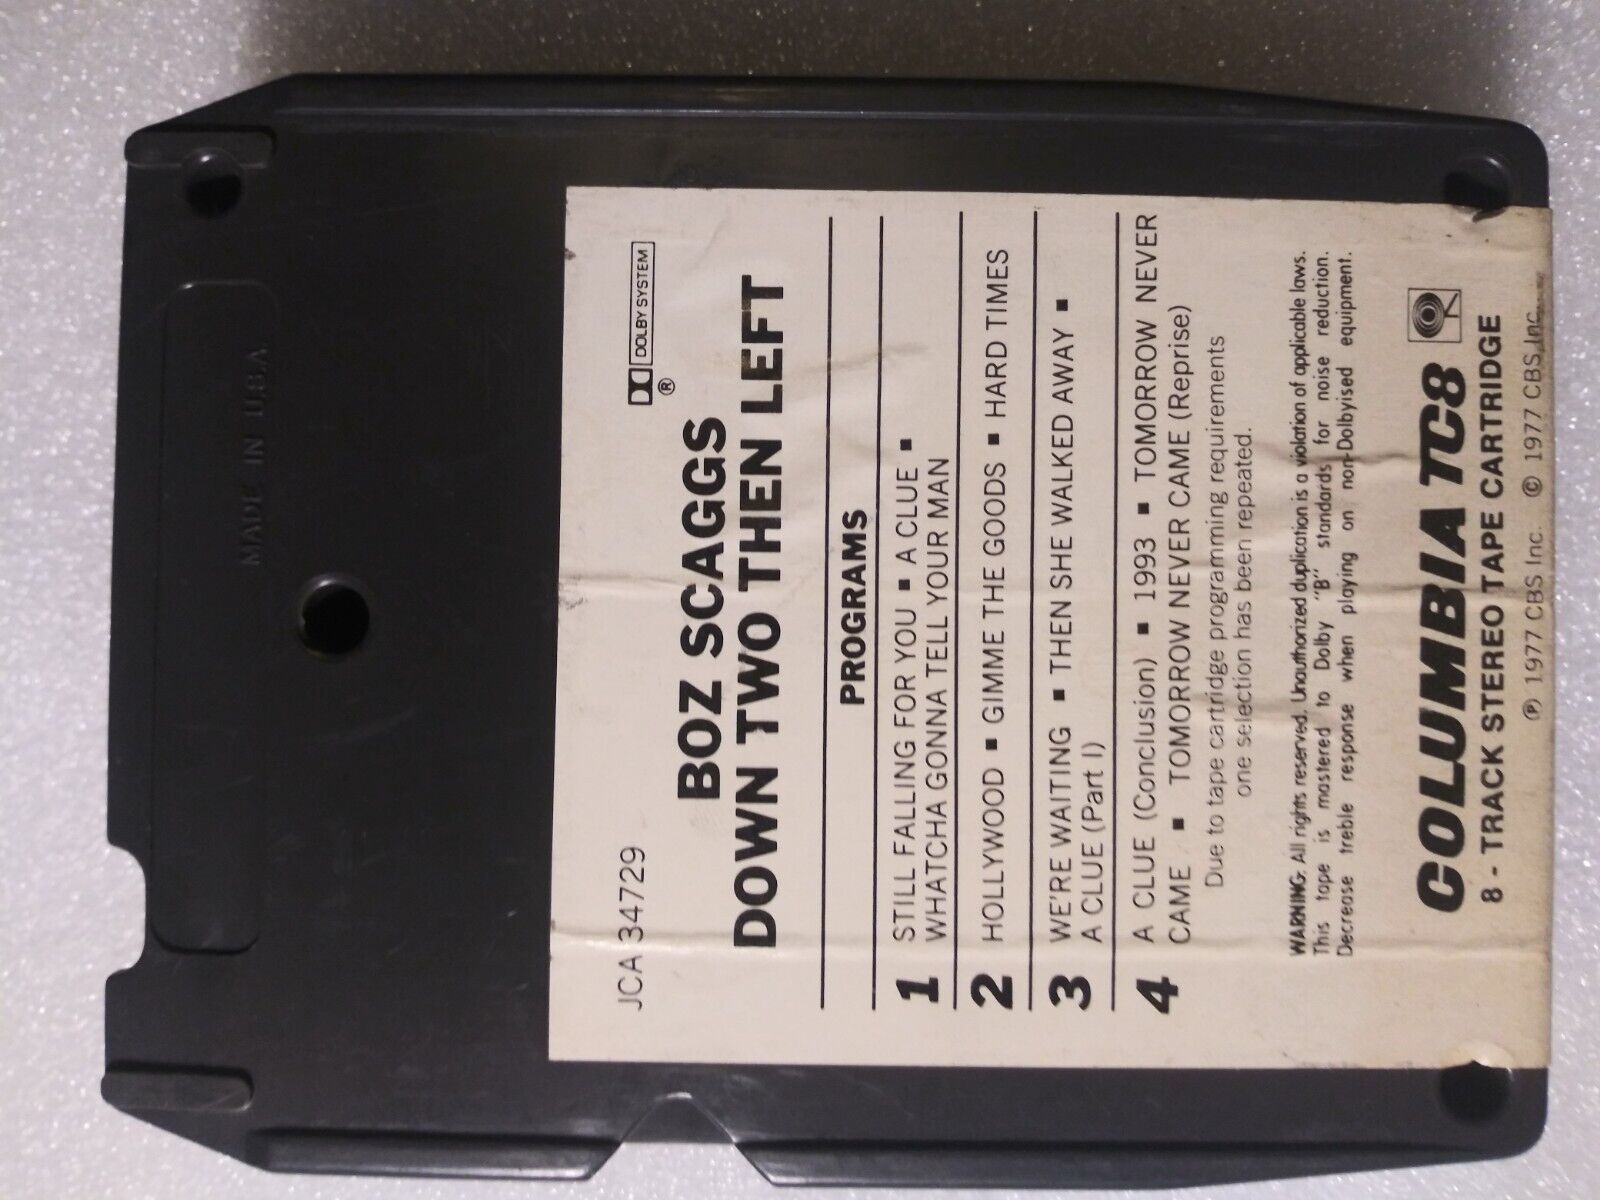 MADE IN U.S.A.
JCA 34729
DOLBY SYSTEM
®
BOZ SCAGGS
DOWN TWO THEN LEFT
PROGRAMS
1 STILL FALLING FOR YOU ▪ A CLUE ▪
WHATCHA GONNA TELL YOUR MAN
2 HOLLYWOOD ▪ GIMME THE GOODS ▪ HARD TIMES
3 WE'RE WAITING ▪ THEN SHE WALKED AWAY ▪
A CLUE (Part I)
4 A CLUE (Conclusion) ▪ 1993 ▪ TOMORROW NEVER
CAME ▪ TOMORROW NEVER CAME (Reprise)
Due to tape cartridge programming requirements
one selection has been repeated.
WARNING: All rights reserved. Unauthorized duplication is a violation of applicable laws.
This tape is mastered to Dolby "B" standards for noise reduction.
Decrease treble response when playing on non-Dolbyised equipment.
COLUMBIA TC8
8 - TRACK STEREO TAPE CARTRIDGE
℗ 1977 CBS Inc. © 1977 CBS Inc.